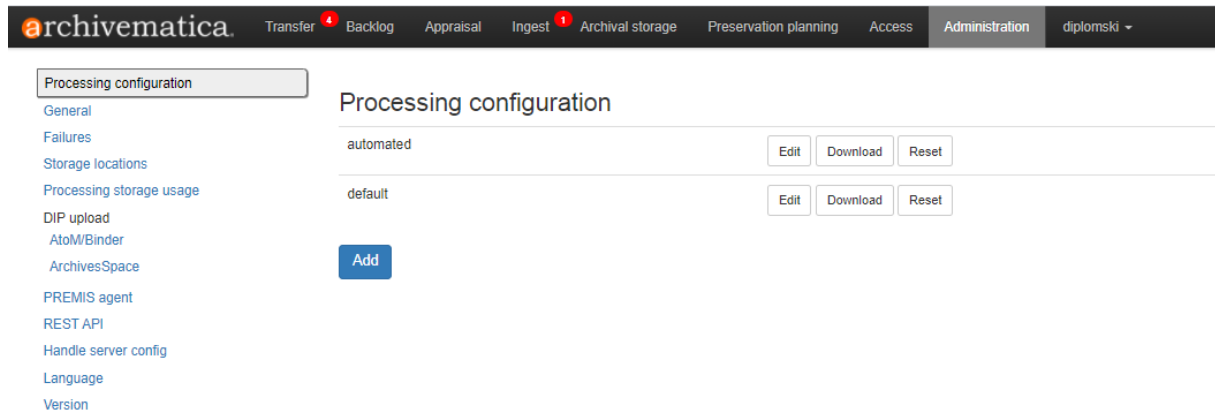 archivematica.
Transfer 4 Backlog Appraisal Ingest 1 Archival storage Preservation planning Access Administration diplomski
Processing configuration
General
Failures
Storage locations
Processing storage usage
DIP upload
AtoM/Binder
ArchivesSpace
PREMIS agent
REST API
Handle server config
Language
Version
Processing configuration
automated Edit Download Reset
default Edit Download Reset
Add